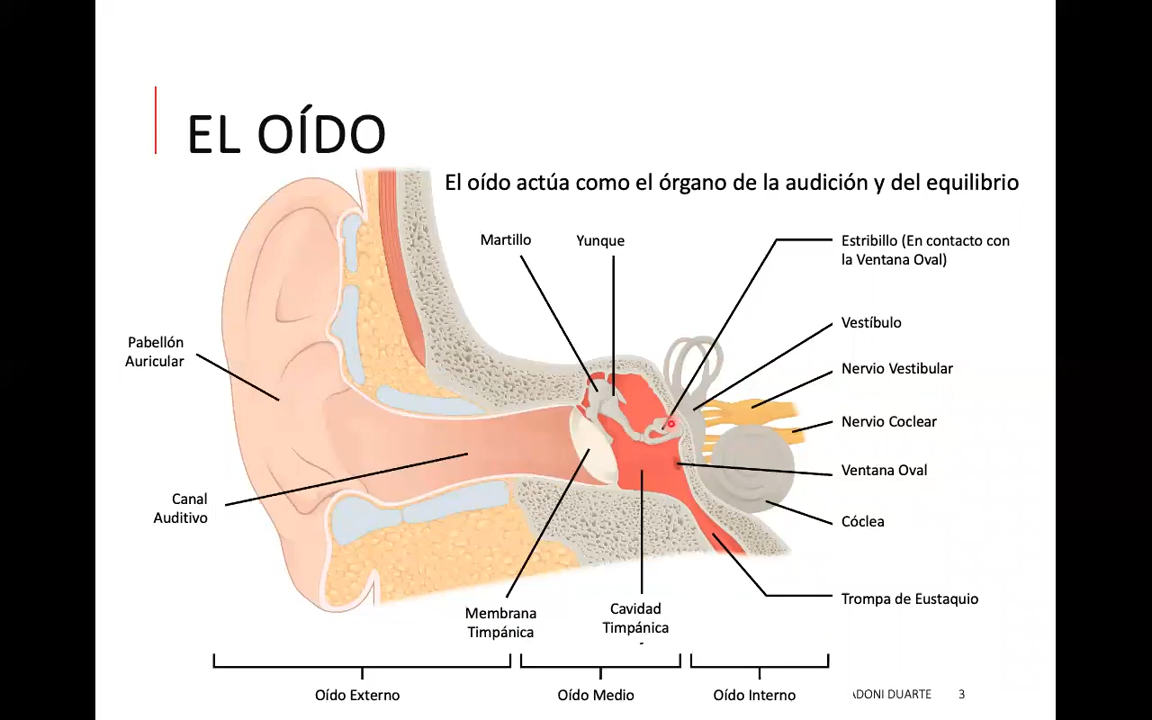 EL OÍDO
El oído actúa como el órgano de la audición y del equilibrio
Martillo
Yunque
Estribillo (En contacto con
la Ventana Oval)
Vestíbulo
Pabellón
Auricular
Nervio Vestibular
Nervio Coclear
Ventana Oval
Canal
Auditivo
Cóclea
Trompa de Eustaquio
Membrana
Timpánica
Cavidad
Timpánica
Oído Externo
Oído Medio
Oído Interno
DUARTE
3